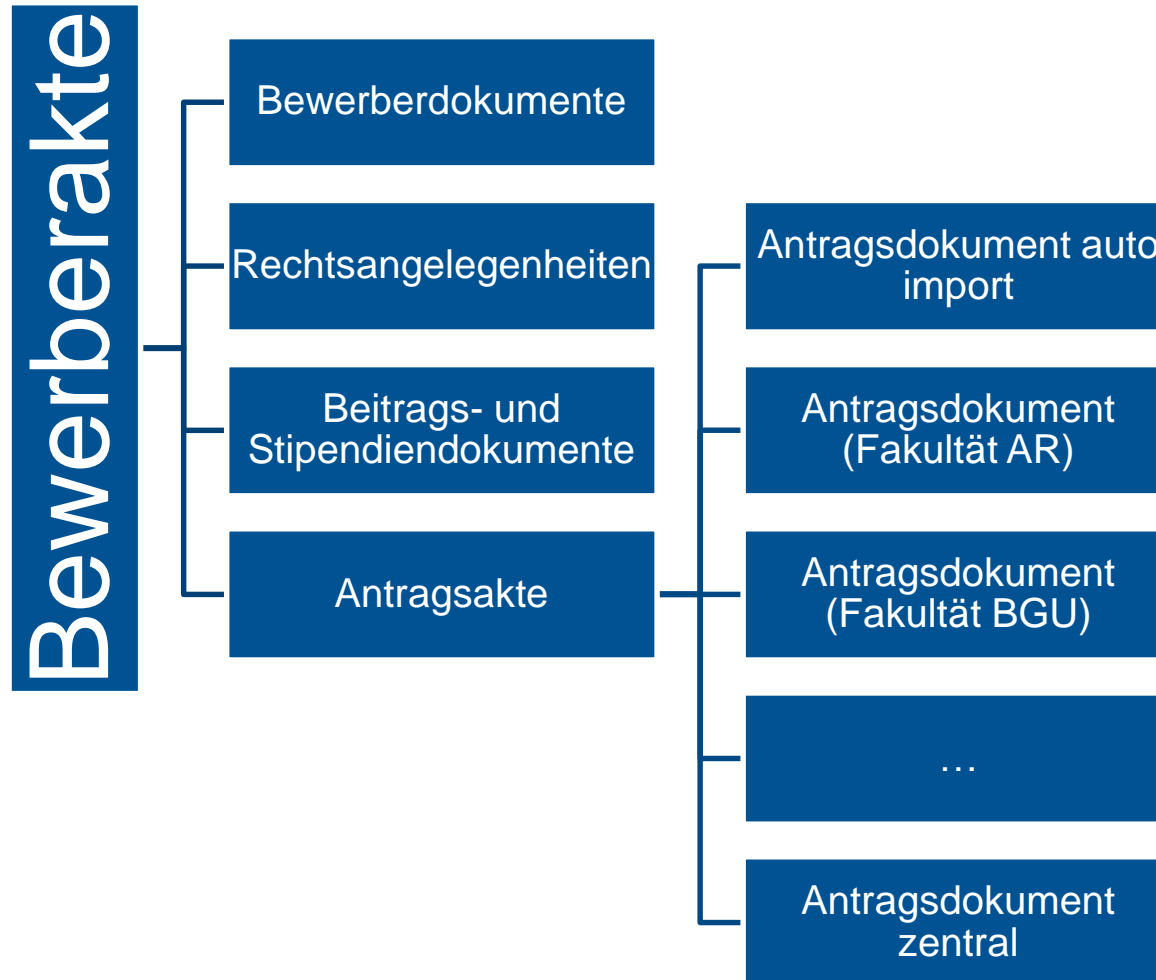 Bewerberakte
Bewerberdokumente
Rechtsangelegenheiten
Beitrags- und
Stipendiendokumente
Antragsakte
Antragsdokument auto
import
Antragsdokument
(Fakultät AR)
Antragsdokument
(Fakultät BGU)
…
Antragsdokument
zentral